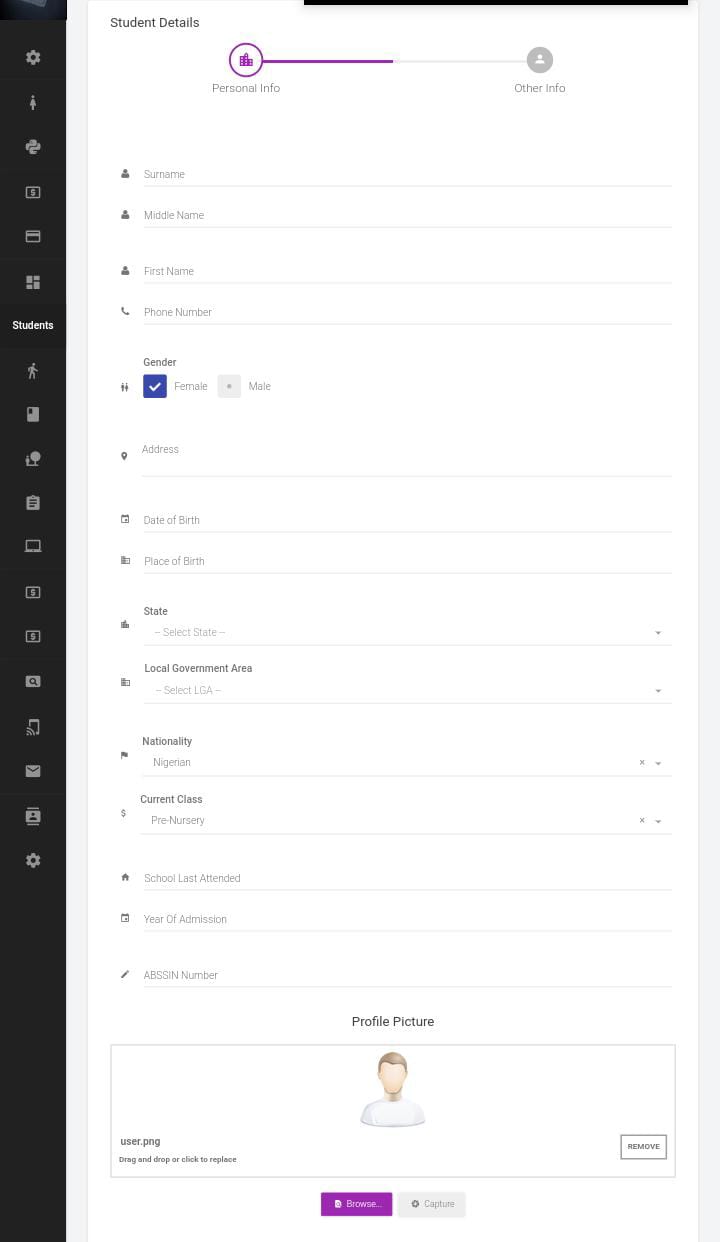 Student Details
Personal Info
Other Info
Surname
Middle Name
First Name
Phone Number
Students
Gender
Female
Male
Address
Date of Birth
Place of Birth
State
-- Select State --
Local Government Area
-- Select LGA --
Nationality
Nigerian
×
Current Class
Pre-Nursery
×
School Last Attended
Year Of Admission
ABSSIN Number
Profile Picture
user.png
REMOVE
Drag and drop or click to replace
Browse...
Capture